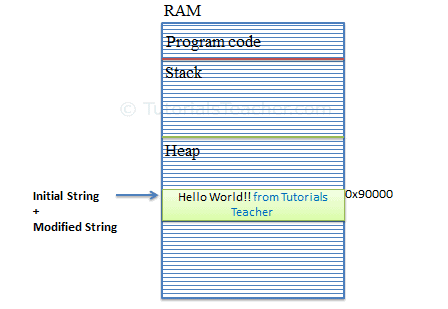 RAM
Program code
Stack
© TutorialsTeacher.com
Heap
Initial String
+
Modified String
Hello World!! from Tutorials
Teacher
0x90000